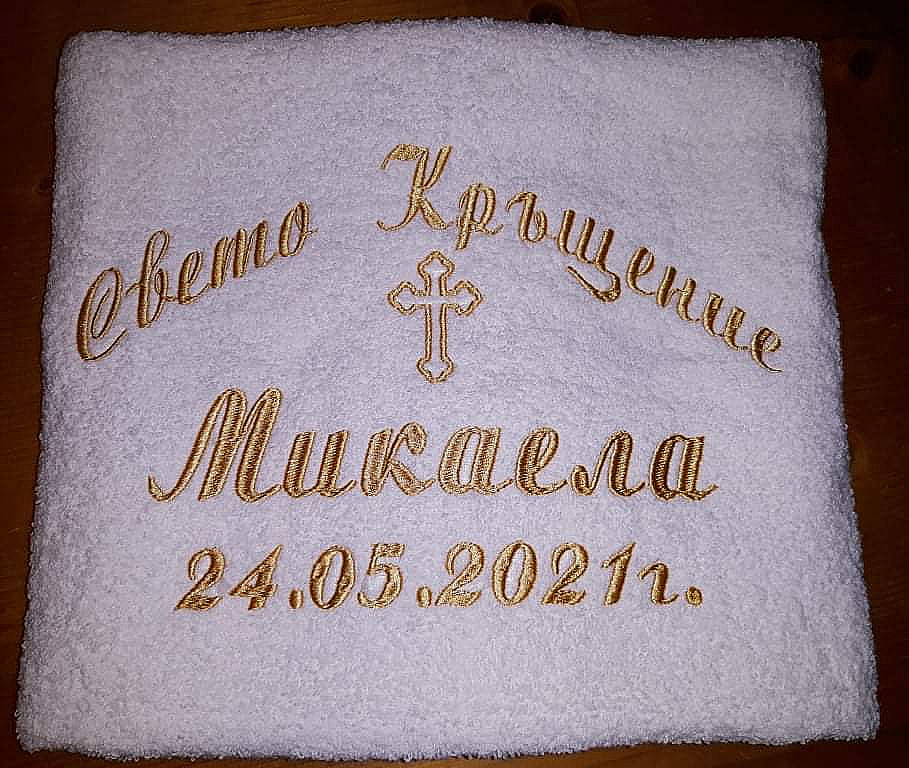 Свето Кръщение
Микаела
24.05.2021г.